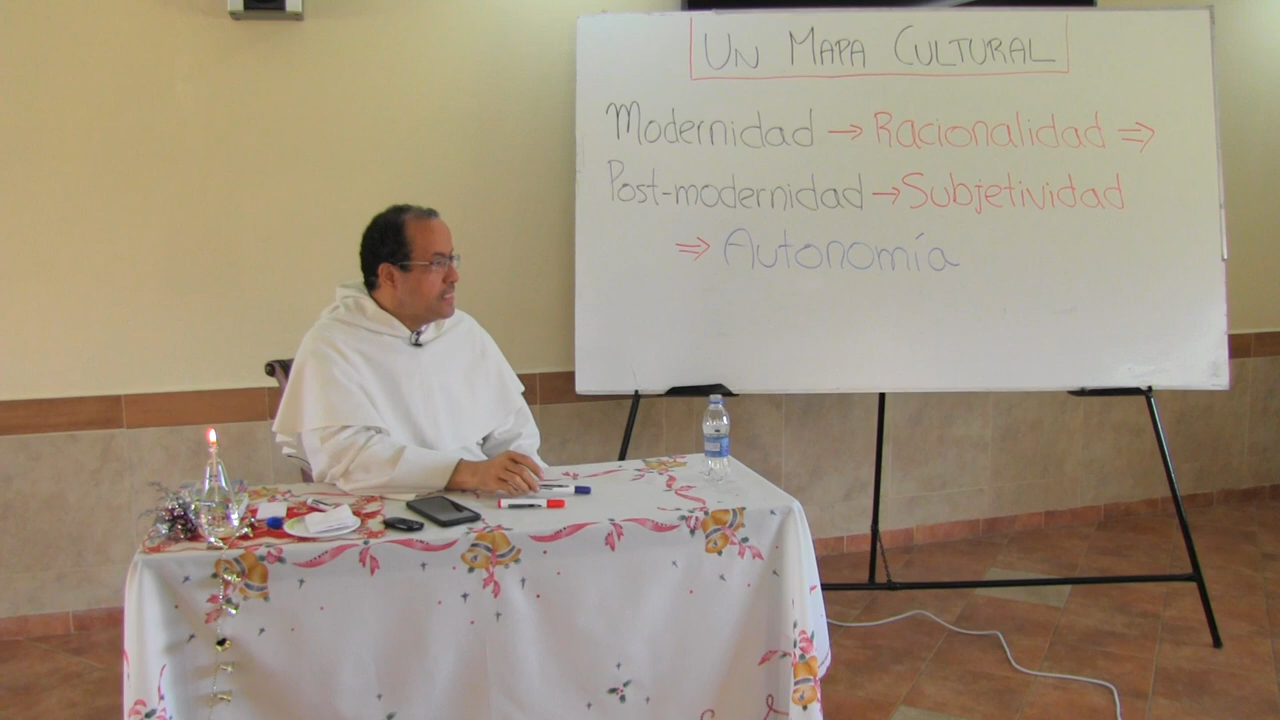 UN MAPA CULTURAL
Modernidad → Racionalidad ⇒
Post-modernidad → Subjetividad
⇒ Autonomía